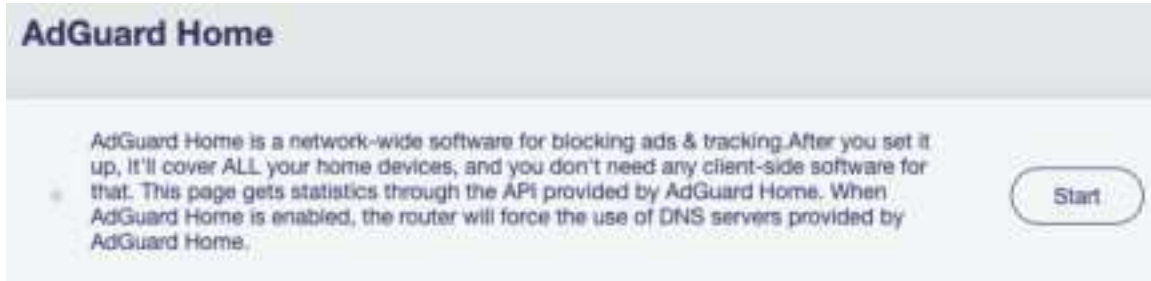 AdGuard Home
AdGuard Home is a network-wide software for blocking ads & tracking.After you set it
up, It'll cover ALL your home devices, and you don't need any client-side software for
that. This page gets statistics through the API provided by AdGuard Home. When
AdGuard Home is enabled, the router will force the use of DNS servers provided by
AdGuard Home.
Start